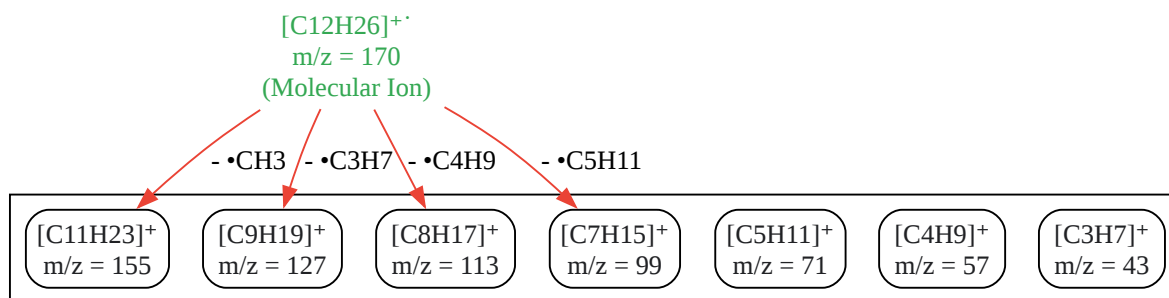 [C12H26]⁺˙
m/z = 170
(Molecular Ion)
- •CH3
- •C3H7
- •C4H9
- •C5H11
[C11H23]⁺
m/z = 155
[C9H19]⁺
m/z = 127
[C8H17]⁺
m/z = 113
[C7H15]⁺
m/z = 99
[C5H11]⁺
m/z = 71
[C4H9]⁺
m/z = 57
[C3H7]⁺
m/z = 43